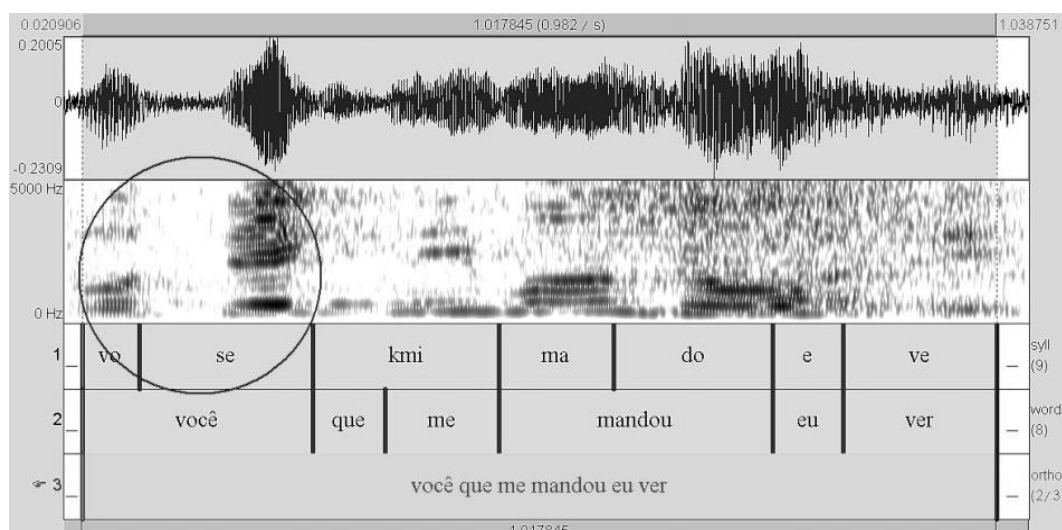 0.020906 1.017845 (0.982 / s) 1.038751
0.2005
0
-0.2309
5000 Hz
0 Hz
1 _ vo se kmi ma do e ve _ syll (9)
2 _ você que me mandou eu ver _ word (8)
3 _ você que me mandou eu ver ortho (2/3
1.017845